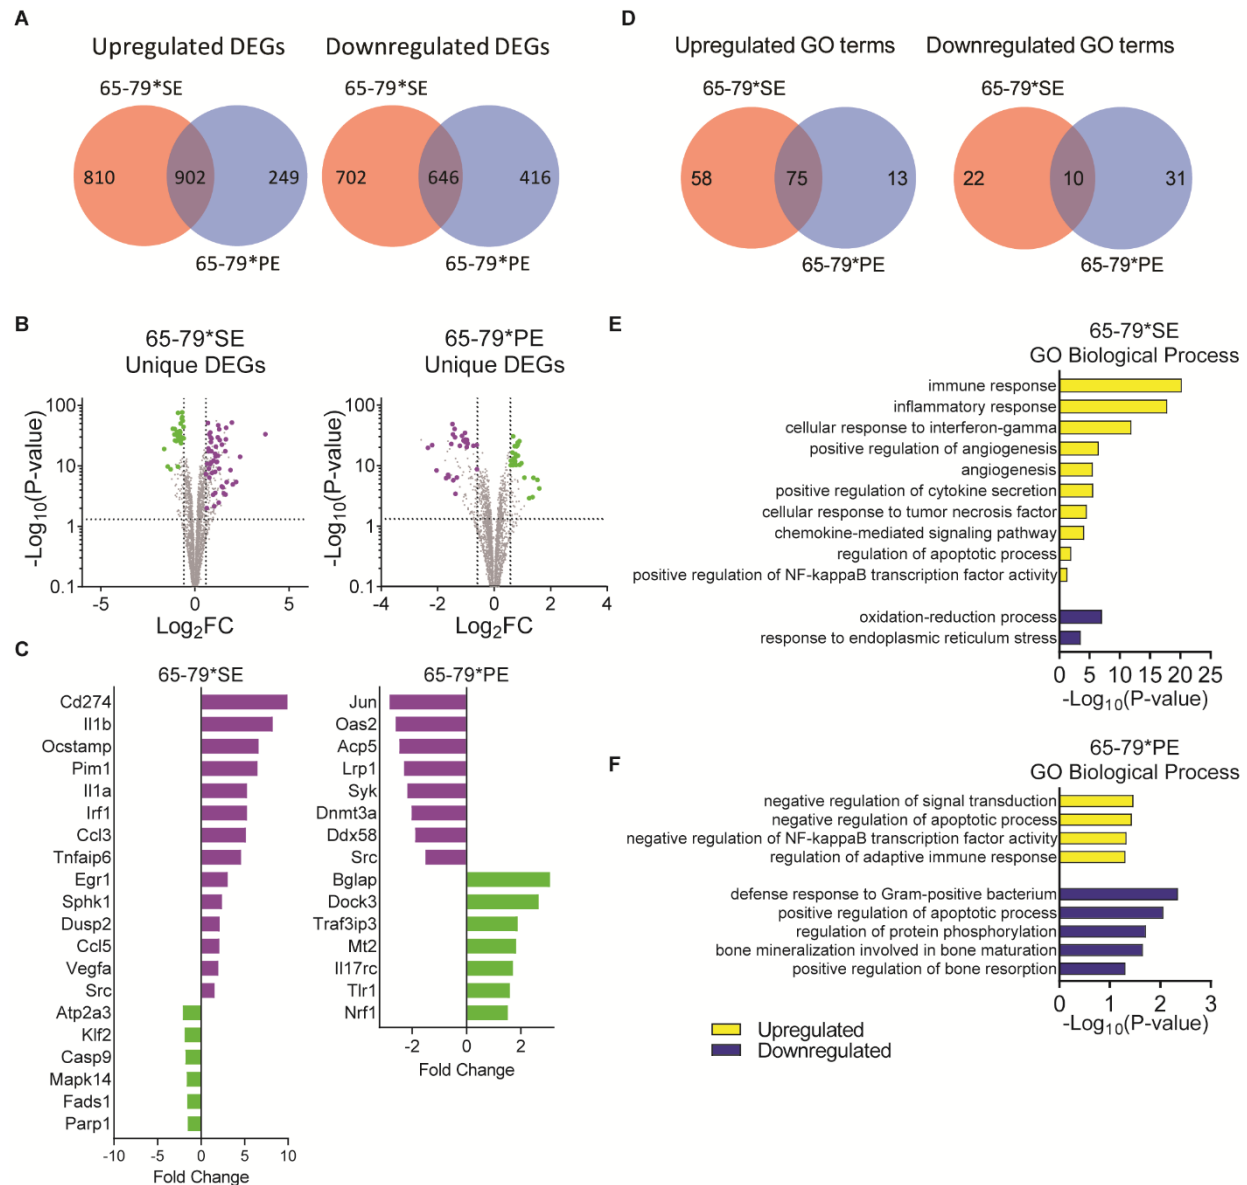 A
Upregulated DEGs
Downregulated DEGs
65-79*SE
65-79*SE
810
902
249
702
646
416
65-79*PE
65-79*PE
D
Upregulated GO terms
Downregulated GO terms
65-79*SE
65-79*SE
58
75
13
22
10
31
65-79*PE
65-79*PE
B
65-79*SE
Unique DEGs
-Log10(P-value)
100
10
1
0.1
-5
0
5
Log2FC
65-79*PE
Unique DEGs
-Log10(P-value)
100
10
1
0.1
-4
-2
0
2
4
Log2FC
C
65-79*SE
Cd274
Il1b
Ocstamp
Pim1
Il1a
Irf1
Ccl3
Tnfaip6
Egr1
Sphk1
Dusp2
Ccl5
Vegfa
Src
Atp2a3
Klf2
Casp9
Mapk14
Fads1
Parp1
-10
-5
0
5
10
Fold Change
65-79*PE
Jun
Oas2
Acp5
Lrp1
Syk
Dnmt3a
Ddx58
Src
Bglap
Dock3
Traf3ip3
Mt2
Il17rc
Tlr1
Nrf1
-2
0
2
Fold Change
E
65-79*SE
GO Biological Process
immune response
inflammatory response
cellular response to interferon-gamma
positive regulation of angiogenesis
angiogenesis
positive regulation of cytokine secretion
cellular response to tumor necrosis factor
chemokine-mediated signaling pathway
regulation of apoptotic process
positive regulation of NF-kappaB transcription factor activity
oxidation-reduction process
response to endoplasmic reticulum stress
0
5
10
15
20
25
-Log10(P-value)
F
65-79*PE
GO Biological Process
negative regulation of signal transduction
negative regulation of apoptotic process
negative regulation of NF-kappaB transcription factor activity
regulation of adaptive immune response
defense response to Gram-positive bacterium
positive regulation of apoptotic process
regulation of protein phosphorylation
bone mineralization involved in bone maturation
positive regulation of bone resorption
0
1
2
3
-Log10(P-value)
Upregulated
Downregulated